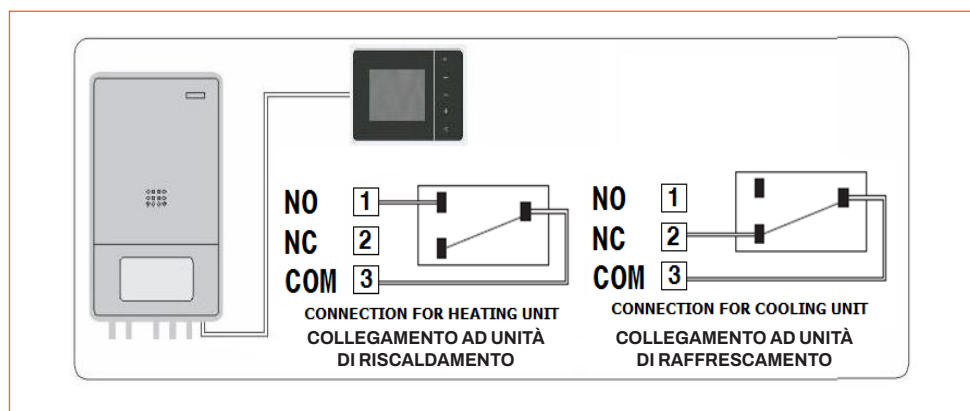 NO 1
NC 2
COM 3
CONNECTION FOR HEATING UNIT
COLLEGAMENTO AD UNITÀ
DI RISCALDAMENTO
NO 1
NC 2
COM 3
CONNECTION FOR COOLING UNIT
COLLEGAMENTO AD UNITÀ
DI RAFFRESCAMENTO